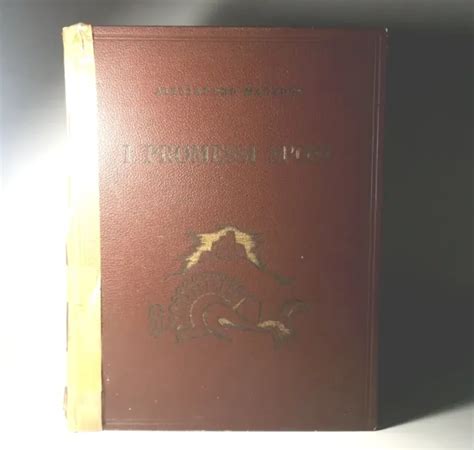 Alessandro Manzoni
I PROMESSI SPOSI